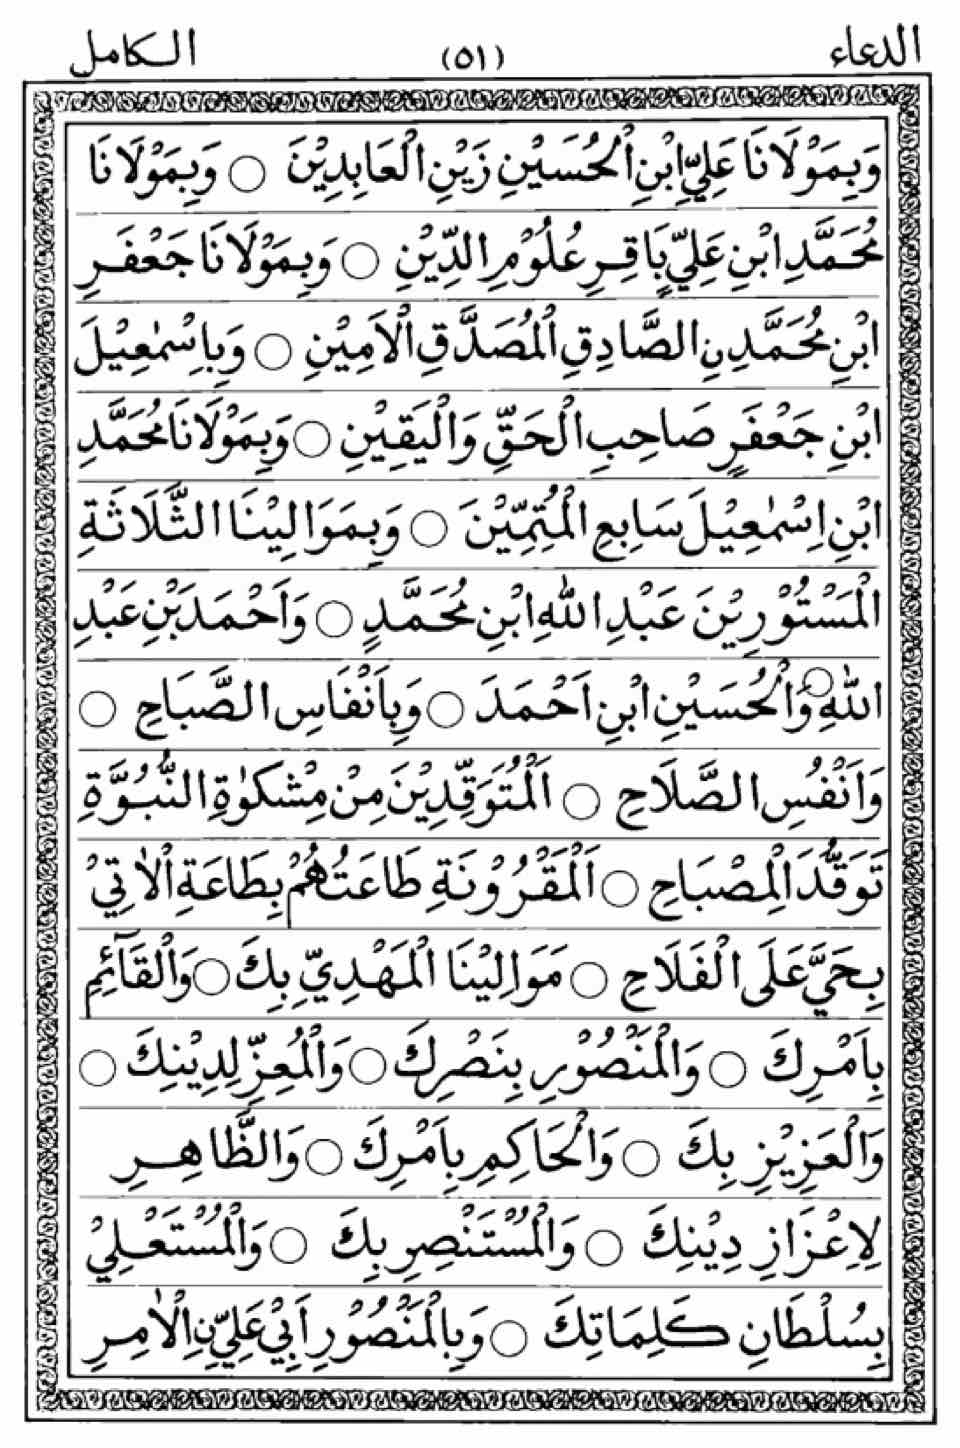 الدعاء (٥١) الكامل
وَبِمَوْلَانَا عَلِيِّ ابْنِ الْحُسَيْنِ زَيْنِ الْعَابِدِيْنَ ○ وَبِمَوْلَانَا
مُحَمَّدِ ابْنِ عَلِيٍّ بَاقِرِ عُلُوْمِ الدِّيْنِ ○ وَبِمَوْلَانَا جَعْفَرِ
ابْنِ مُحَمَّدِنِ الصَّادِقِ الْمُصَدَّقِ الْاَمِيْنِ ○ وَبِاِسْمٰعِيْلَ
ابْنِ جَعْفَرٍ صَاحِبِ الْحَقِّ وَالْيَقِيْنِ ○ وَبِمَوْلَانَا مُحَمَّدِ
ابْنِ اِسْمٰعِيْلَ سَابِعِ الْمُتِمِّيْنَ ○ وَبِمَوَالِيْنَا الثَّلَاثَةِ
الْمَسْتُوْرِيْنَ عَبْدِ اللهِ ابْنِ مُحَمَّدٍ ○ وَاَحْمَدَ بْنِ عَبْدِ
اللهِ ○ وَالْحُسَيْنِ ابْنِ اَحْمَدَ ○ وَبِاَنْفَاسِ الصَّبَاحِ ○
وَاَنْفُسِ الصَّلَاحِ ○ اَلْمُتَوَقِّدِيْنَ مِنْ مِشْكَوٰةِ النُّبُوَّةِ
تَوَقُّدَ الْمِصْبَاحِ ○ اَلْمَقْرُوْنَةِ طَاعَتُهُمْ بِطَاعَةِ الْاٰتِيْ
بِحَيَّ عَلَى الْفَلَاحِ ○ مَوَالِيْنَا الْمَهْدِيِّ بِكَ ○ وَالْقَآئِمِ
بِاَمْرِكَ ○ وَالْمَنْصُوْرِ بِنَصْرِكَ ○ وَالْمُعِزِّ لِدِيْنِكَ ○
وَالْعَزِيْزِ بِكَ ○ وَالْحَاكِمِ بِاَمْرِكَ ○ وَالظَّاهِرِ
لِاِعْزَازِ دِيْنِكَ ○ وَالْمُسْتَنْصِرِ بِكَ ○ وَالْمُسْتَعْلِيْ
بِسُلْطَانِ كَلِمَاتِكَ ○ وَبِالْمَنْصُوْرِ اَبِيْ عَلِيٍّنِ الْاٰمِرِ